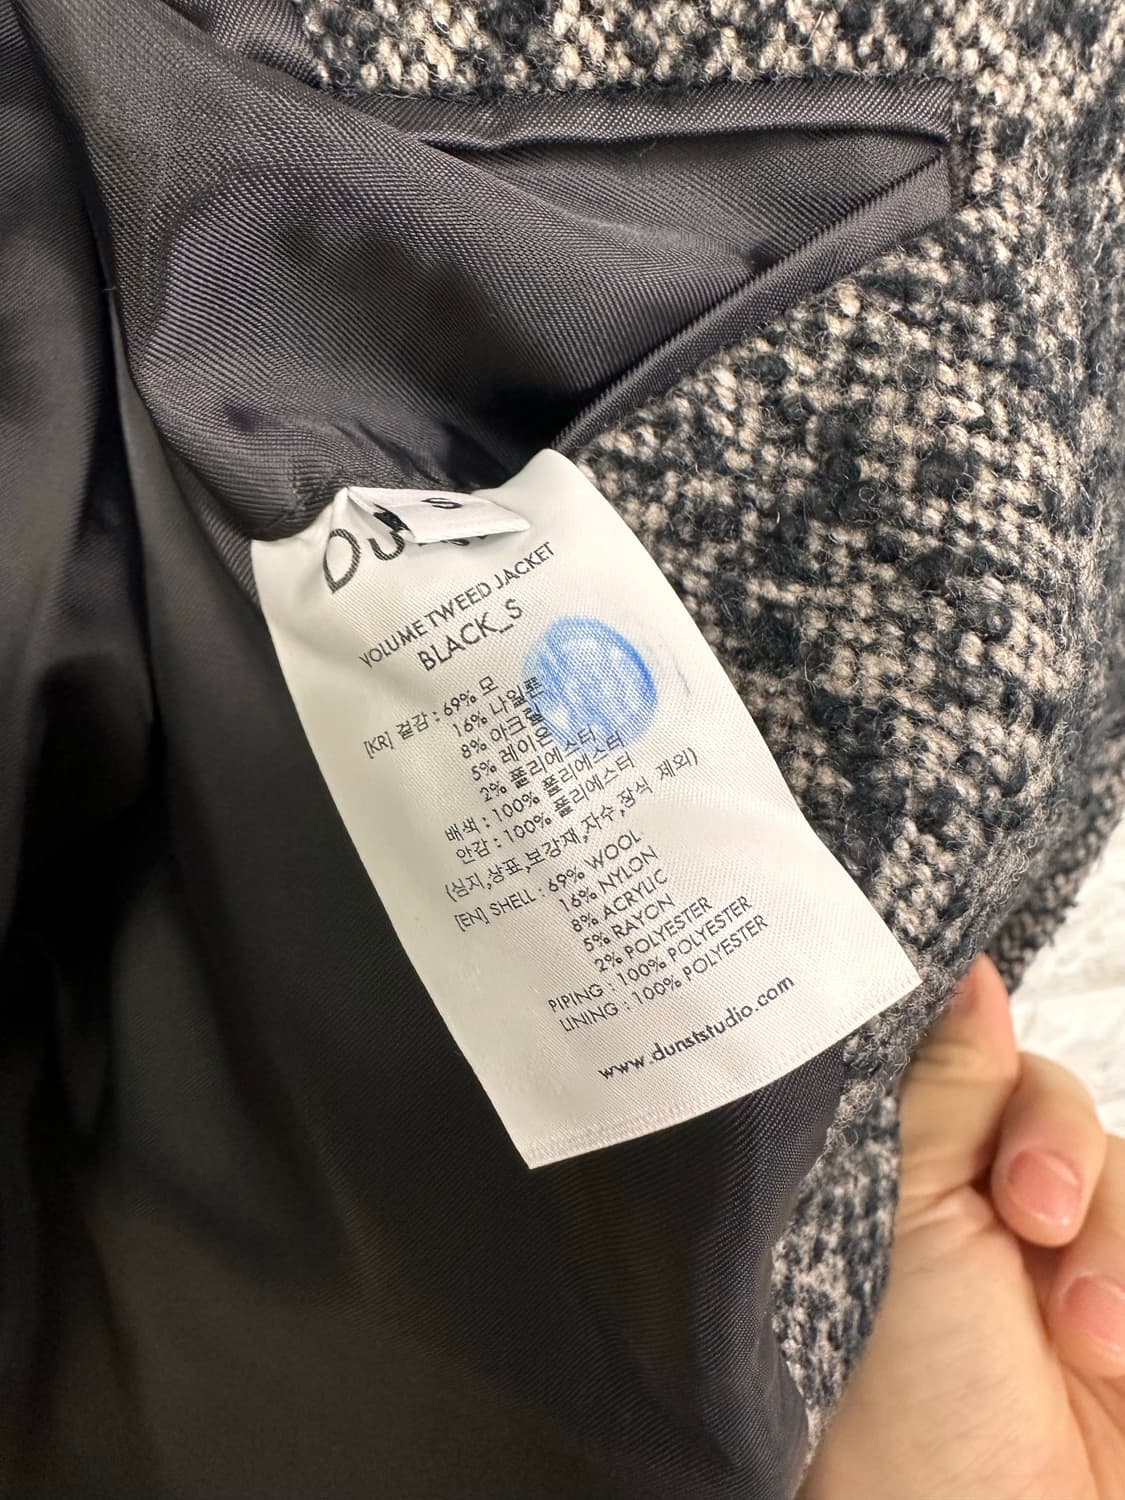 S
VOLUME TWEED JACKET
BLACK_S
[KR] 겉감 : 69% 모
16% 나일론
8% 아크릴
5% 레이온
2% 폴리에스터
배색 : 100% 폴리에스터
안감 : 100% 폴리에스터
(심지,상표,보강재,자수,장식 제외)
[EN] SHELL : 69% WOOL
16% NYLON
8% ACRYLIC
5% RAYON
2% POLYESTER
PIPING : 100% POLYESTER
LINING : 100% POLYESTER
www.dunststudio.com